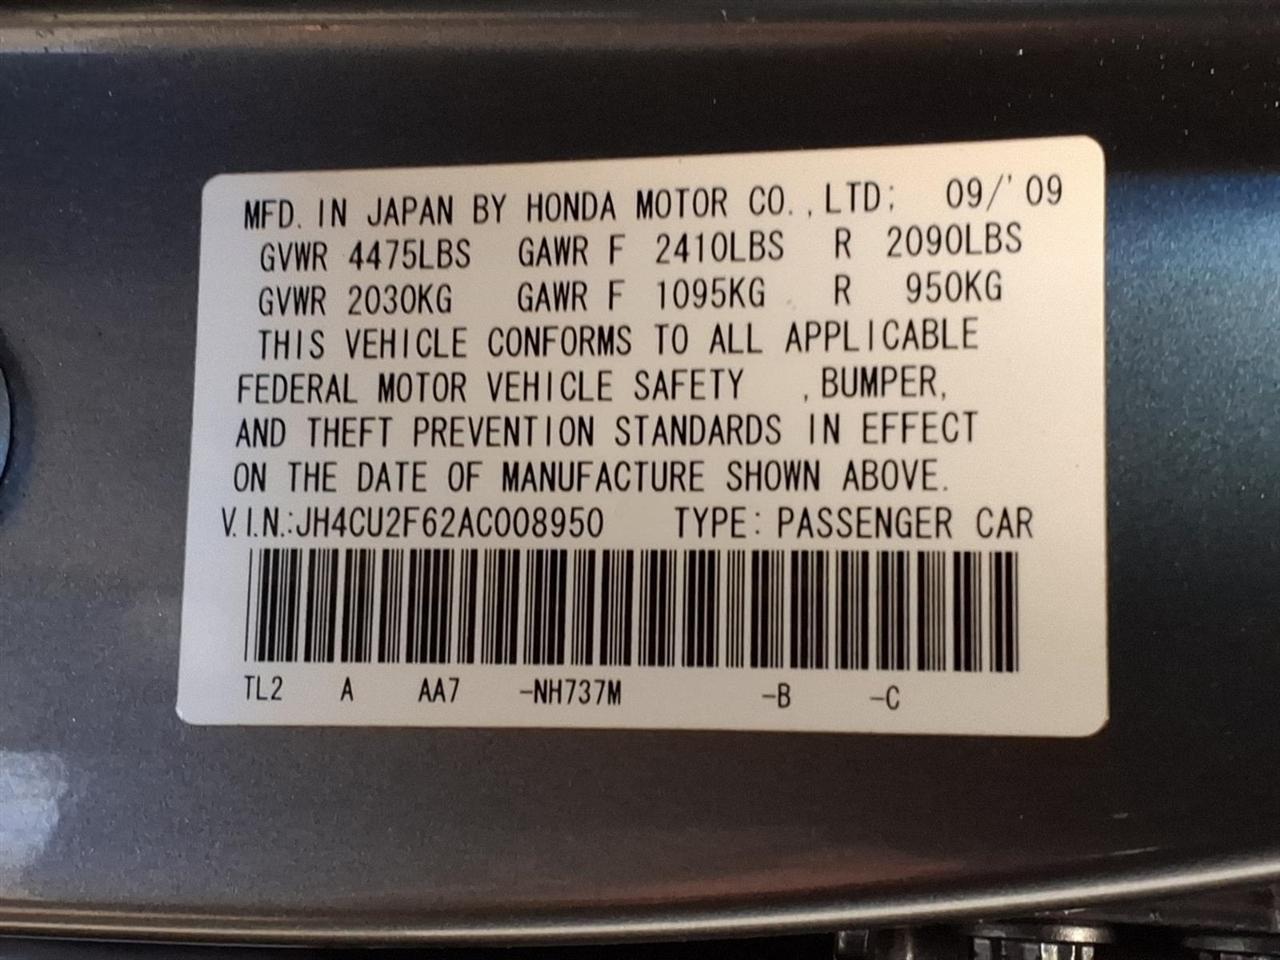 MFD. IN JAPAN BY HONDA MOTOR CO., LTD; 09/'09
GVWR 4475LBS GAWR F 2410LBS R 2090LBS
GVWR 2030KG GAWR F 1095KG R 950KG
THIS VEHICLE CONFORMS TO ALL APPLICABLE
FEDERAL MOTOR VEHICLE SAFETY , BUMPER,
AND THEFT PREVENTION STANDARDS IN EFFECT
ON THE DATE OF MANUFACTURE SHOWN ABOVE.
V.I.N.:JH4CU2F62AC008950 TYPE: PASSENGER CAR
TL2 A AA7 -NH737M -B -C